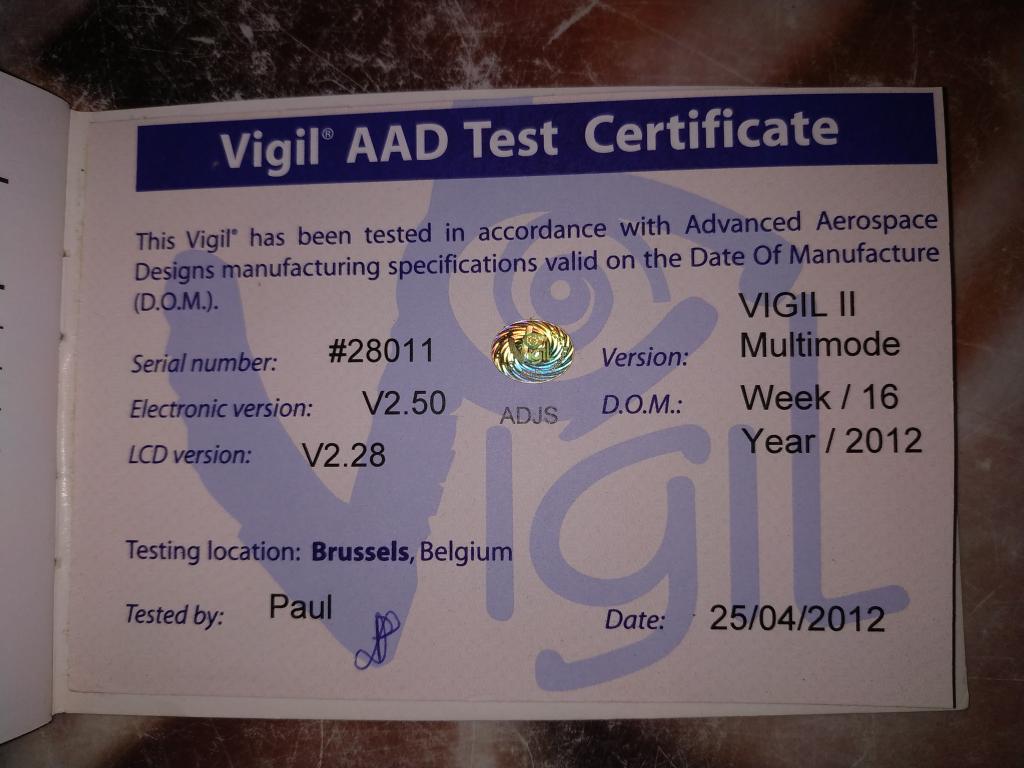 Vigil® AAD Test Certificate
This Vigil® has been tested in accordance with Advanced Aerospace
Designs manufacturing specifications valid on the Date Of Manufacture
(D.O.M.).
Serial number: #28011
Version: VIGIL II
Multimode
Electronic version: V2.50
ADJS
D.O.M.: Week / 16
Year / 2012
LCD version: V2.28
Testing location: Brussels, Belgium
Tested by: Paul
Date: 25/04/2012
VigiL